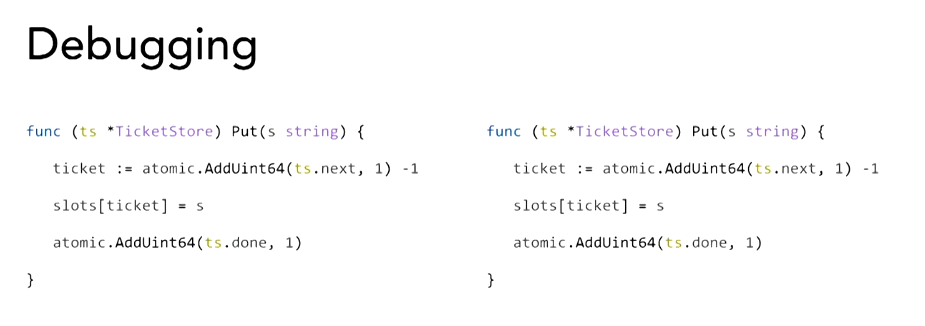 Debugging
func (ts *TicketStore) Put(s string) {
ticket := atomic.AddUint64(ts.next, 1) -1
slots[ticket] = s
atomic.AddUint64(ts.done, 1)
}
func (ts *TicketStore) Put(s string) {
ticket := atomic.AddUint64(ts.next, 1) -1
slots[ticket] = s
atomic.AddUint64(ts.done, 1)
}